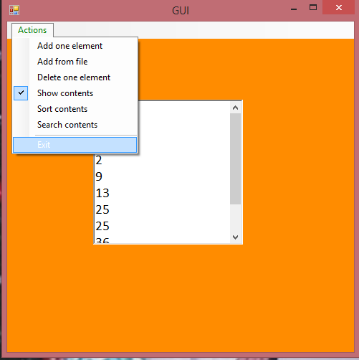 GUI
Actions
Add one element
Add from file
Delete one element
Show contents
Sort contents
Search contents
Exit
2
9
13
25
25
36